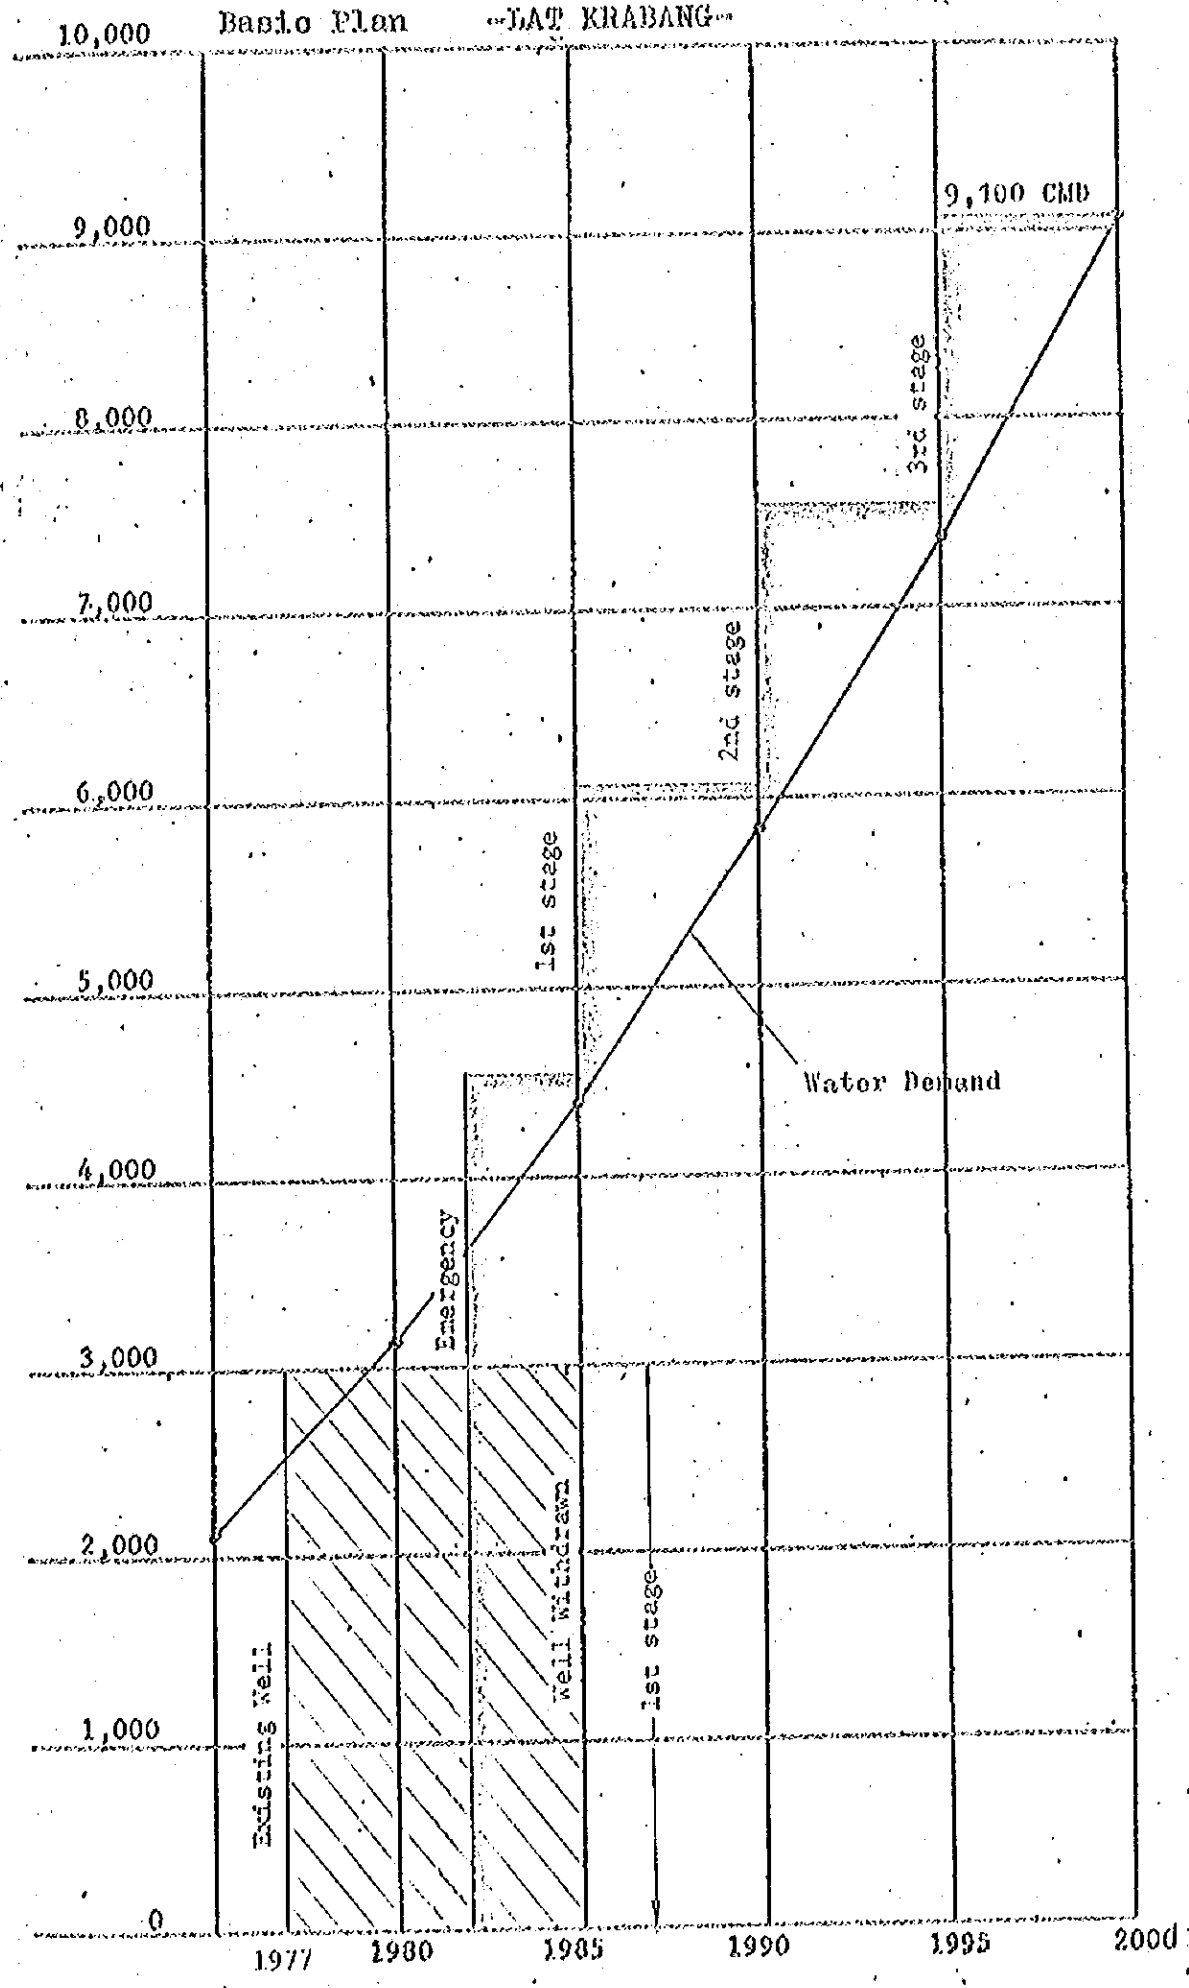 Basic Plan -LAT KRABANG-
10,000
9,100 CMD
9,000
3rd stage
8,000
7,000
2nd stage
6,000
1st stage
5,000
Water Demand
4,000
Emergency
3,000
Well Withdrawn
2,000
1st stage
Existing Well
1,000
0
1977 1980 1985 1990 1995 2000